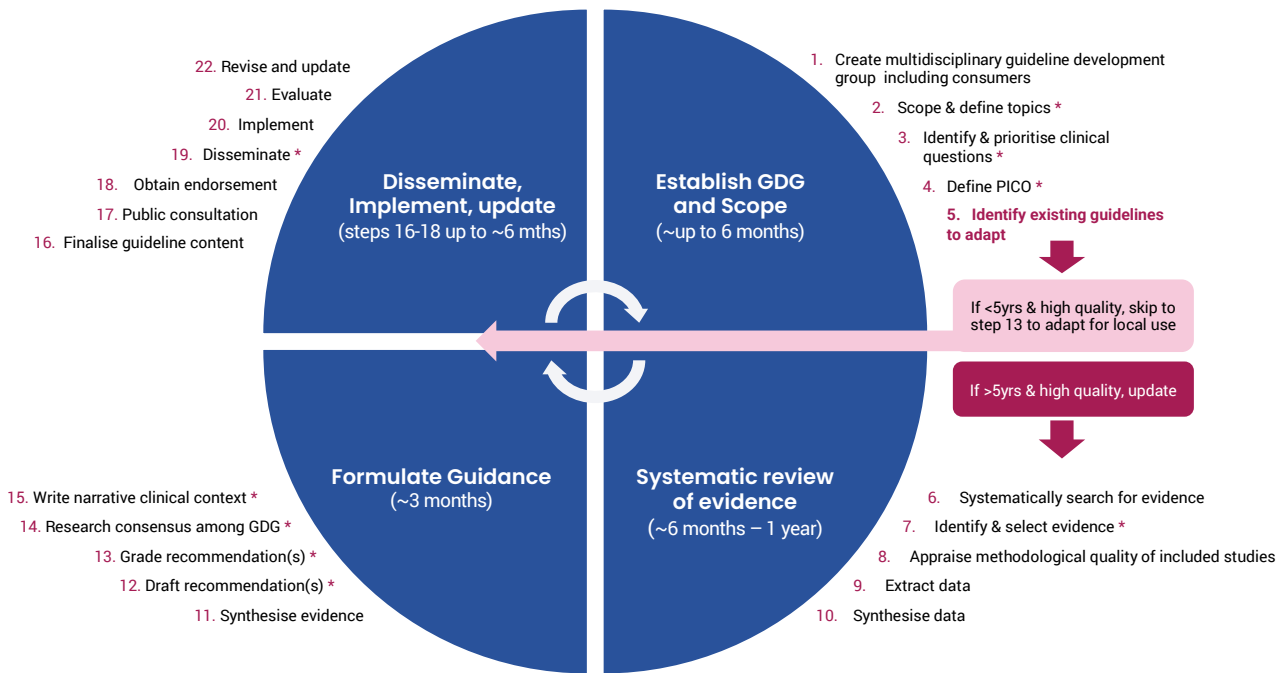 1. Create multidisciplinary guideline development
group including consumers
2. Scope & define topics *
3. Identify & prioritise clinical
questions *
4. Define PICO *
5. Identify existing guidelines
to adapt
If <5yrs & high quality, skip to
step 13 to adapt for local use
If >5yrs & high quality, update
6. Systematically search for evidence
7. Identify & select evidence *
8. Appraise methodological quality of included studies
9. Extract data
10. Synthesise data
Establish GDG
and Scope
(~up to 6 months)
Systematic review
of evidence
(~6 months – 1 year)
Formulate Guidance
(~3 months)
Disseminate,
Implement, update
(steps 16-18 up to ~6 mths)
15. Write narrative clinical context *
14. Research consensus among GDG *
13. Grade recommendation(s) *
12. Draft recommendation(s) *
11. Synthesise evidence
22. Revise and update
21. Evaluate
20. Implement
19. Disseminate *
18. Obtain endorsement
17. Public consultation
16. Finalise guideline content